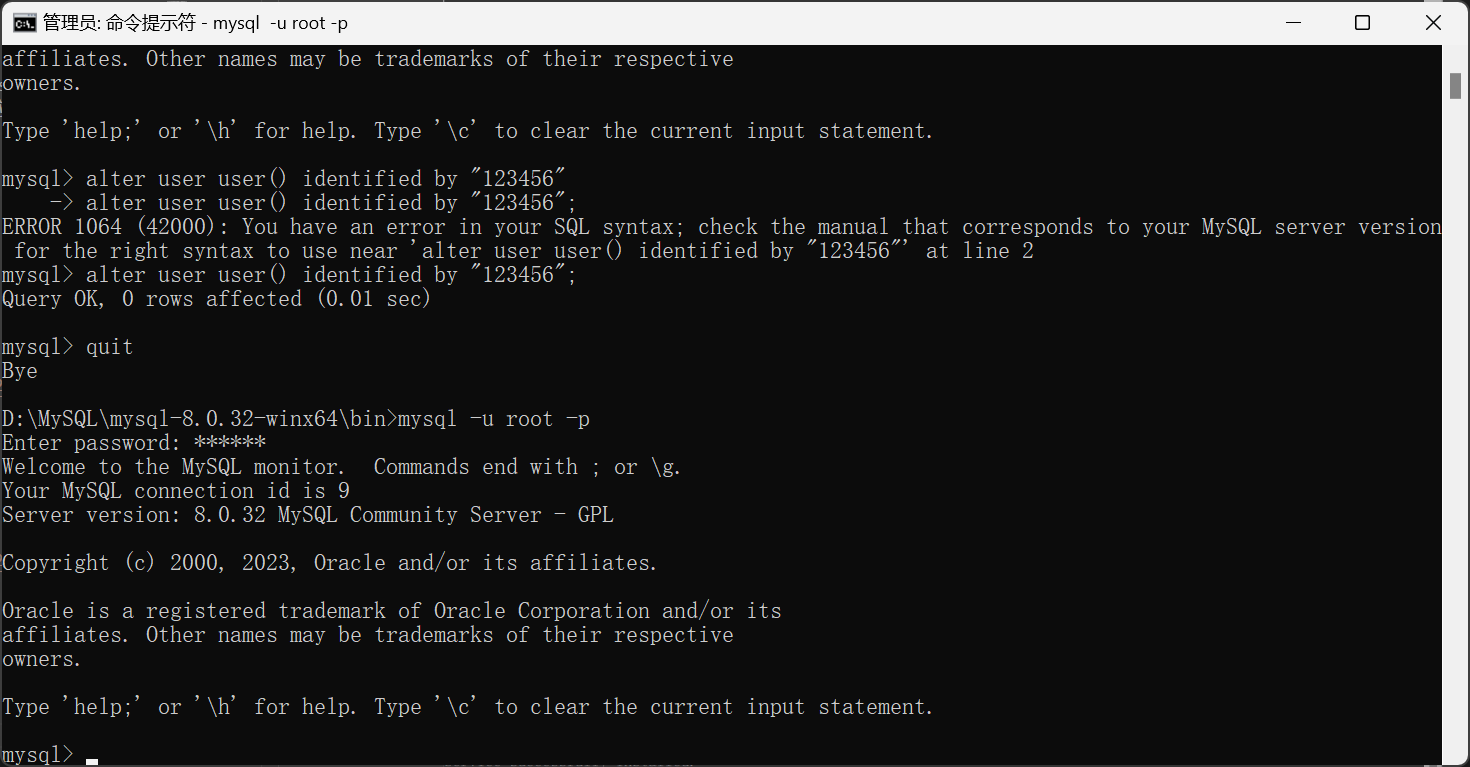 管理员: 命令提示符 - mysql  -u root -p
affiliates. Other names may be trademarks of their respective
owners.
Type 'help;' or '\h' for help. Type '\c' to clear the current input statement.
mysql> alter user user() identified by "123456"
    -> alter user user() identified by "123456";
ERROR 1064 (42000): You have an error in your SQL syntax; check the manual that corresponds to your MySQL server version
 for the right syntax to use near 'alter user user() identified by "123456"' at line 2
mysql> alter user user() identified by "123456";
Query OK, 0 rows affected (0.01 sec)
mysql> quit
Bye
D:\MySQL\mysql-8.0.32-winx64\bin>mysql -u root -p
Enter password: ******
Welcome to the MySQL monitor.  Commands end with ; or \g.
Your MySQL connection id is 9
Server version: 8.0.32 MySQL Community Server - GPL
Copyright (c) 2000, 2023, Oracle and/or its affiliates.
Oracle is a registered trademark of Oracle Corporation and/or its
affiliates. Other names may be trademarks of their respective
owners.
Type 'help;' or '\h' for help. Type '\c' to clear the current input statement.
mysql>